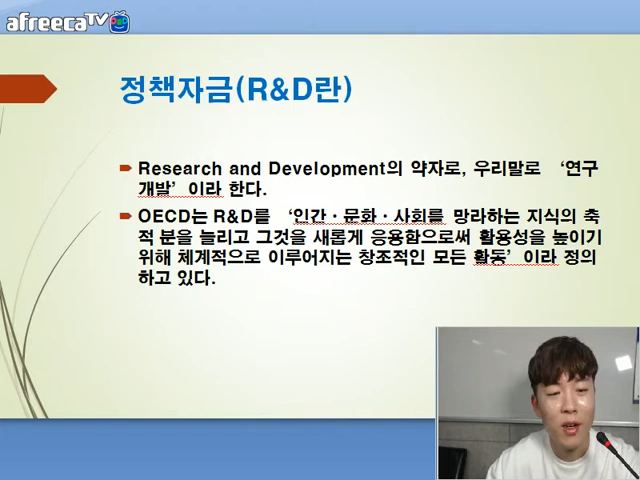 afreecaTV
정책자금(R&D란)
Research and Development의 약자로, 우리말로 ‘연구
개발’이라 한다.
OECD는 R&D를 ‘인간·문화·사회를 망라하는 지식의 축
적 분을 늘리고 그것을 새롭게 응용함으로써 활용성을 높이기
위해 체계적으로 이루어지는 창조적인 모든 활동’이라 정의
하고 있다.